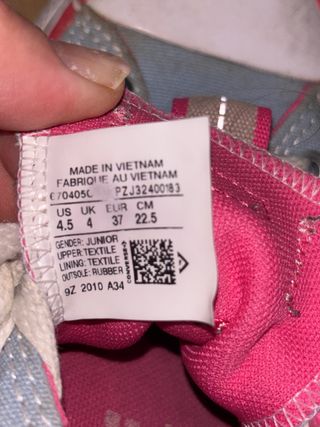 MADE IN VIETNAM
FABRIQUE AU VIETNAM
PZJ32400183
US UK EUR CM
4.5 4 37 22.5
GENDER: JUNIOR
UPPER:TEXTILE
LINING: TEXTILE
OUTSOLE: RUBBER
9Z 2010 A34
CONVERSE